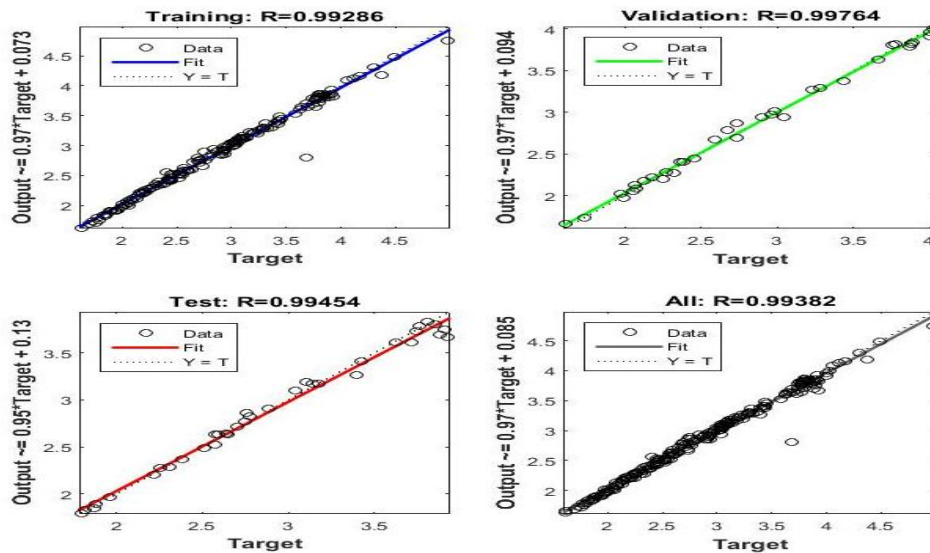 Training: R=0.99286
Output ~= 0.97*Target + 0.073
Data
Fit
Y = T
4.5
4
3.5
3
2.5
2
2 2.5 3 3.5 4 4.5
Target
Validation: R=0.99764
Output ~= 0.97*Target + 0.094
Data
Fit
Y = T
4
3.5
3
2.5
2
2 2.5 3 3.5 4
Target
Test: R=0.99454
Output ~= 0.95*Target + 0.13
Data
Fit
Y = T
3.5
3
2.5
2
2 2.5 3 3.5
Target
All: R=0.99382
Output ~= 0.97*Target + 0.085
Data
Fit
Y = T
4.5
4
3.5
3
2.5
2
2 2.5 3 3.5 4 4.5
Target